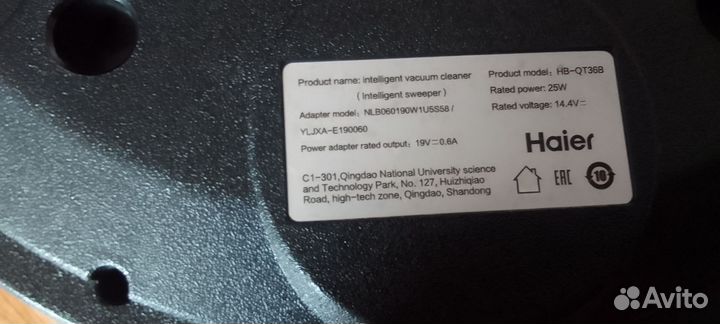 Product name: intelligent vacuum cleaner
( Intelligent sweeper )
Adapter model: NLB060190W1U5S58 /
YLJXA-E190060
Power adapter rated output: 19V⎓0.6A
Product model: HB-QT36B
Rated power: 25W
Rated voltage: 14.4V⎓
Haier
C1-301,Qingdao National University science
and Technology Park, No. 127, Huizhiqiao
Road, high-tech zone, Qingdao, Shandong
EAC
10
Avito